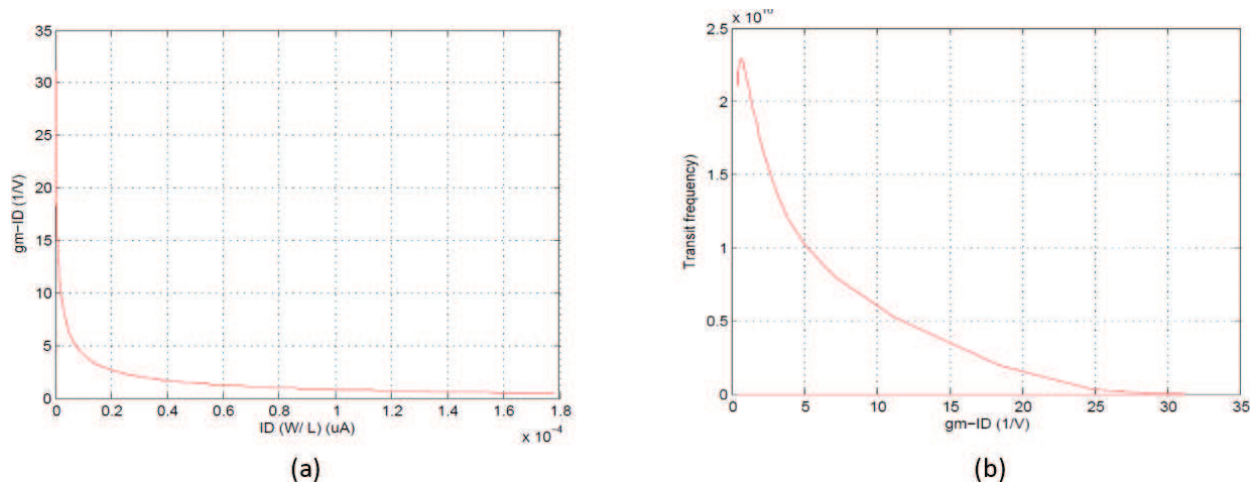 35
30
25
20
15
10
5
0
gm-ID (1/V)
0 0.2 0.4 0.6 0.8 1 1.2 1.4 1.6 1.8
ID (W/ L) (uA)
x 10⁻⁴
(a)
x 10¹⁰
2.5
2
1.5
1
0.5
0
Transit frequency)
0 5 10 15 20 25 30 35
gm-ID (1/V)
(b)